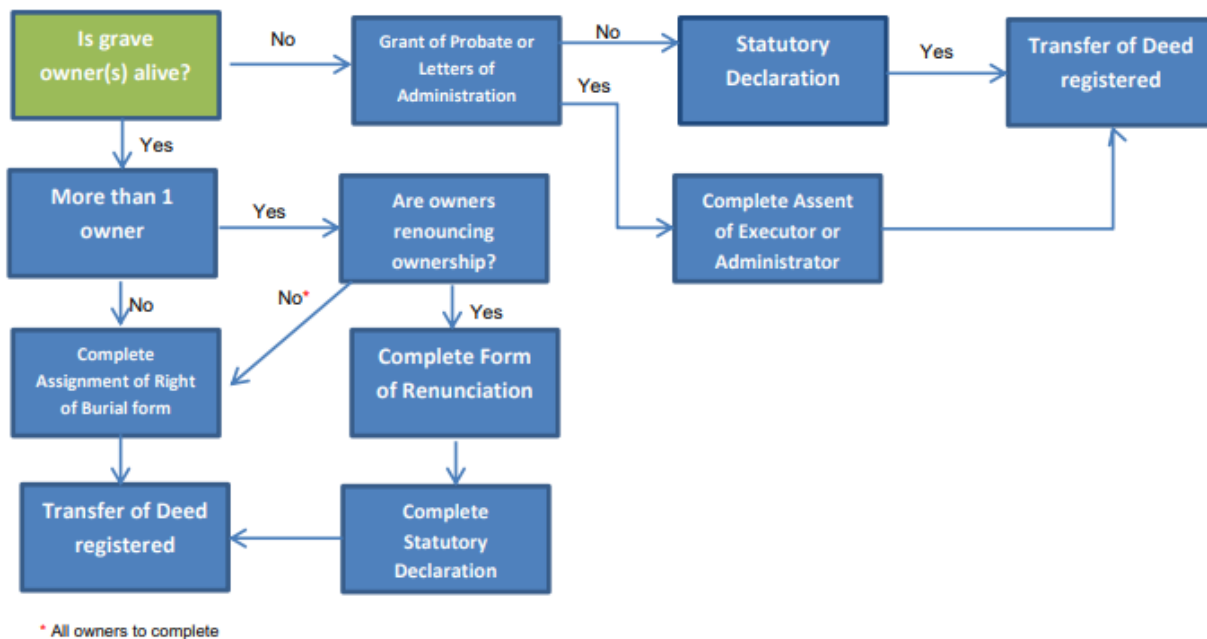 Is grave
owner(s) alive?
No
Grant of Probate or
Letters of
Administration
No
Yes
Statutory
Declaration
Yes
Transfer of Deed
registered
Yes
More than 1
owner
Yes
Are owners
renouncing
ownership?
Complete Assent
of Executor or
Administrator
No
No*
Yes
Complete
Assignment of Right
of Burial form
Complete Form
of Renunciation
Transfer of Deed
registered
Complete
Statutory
Declaration
* All owners to complete